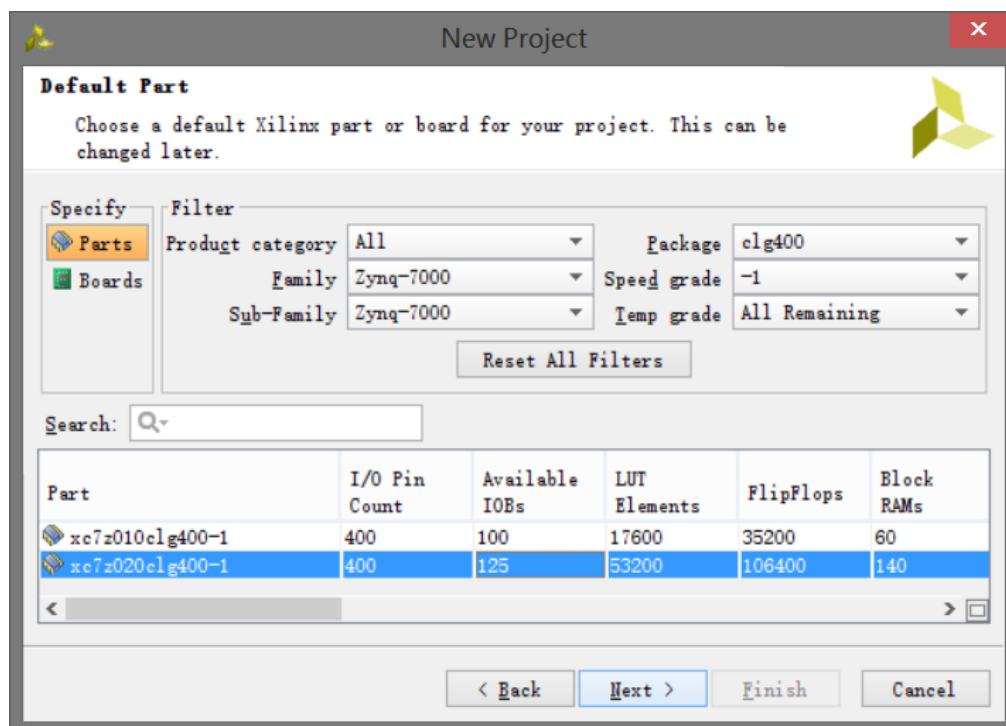 New Project
Default Part
Choose a default Xilinx part or board for your project. This can be
changed later.
Specify
Parts
Boards
Filter
Product category All
Family Zynq-7000
Sub-Family Zynq-7000
Package clg400
Speed grade -1
Temp grade All Remaining
Reset All Filters
Search:
Part I/O Pin Count Available IOBs LUT Elements FlipFlops Block RAMs
xc7z010clg400-1 400 100 17600 35200 60
xc7z020clg400-1 400 125 53200 106400 140
< Back Next > Finish Cancel